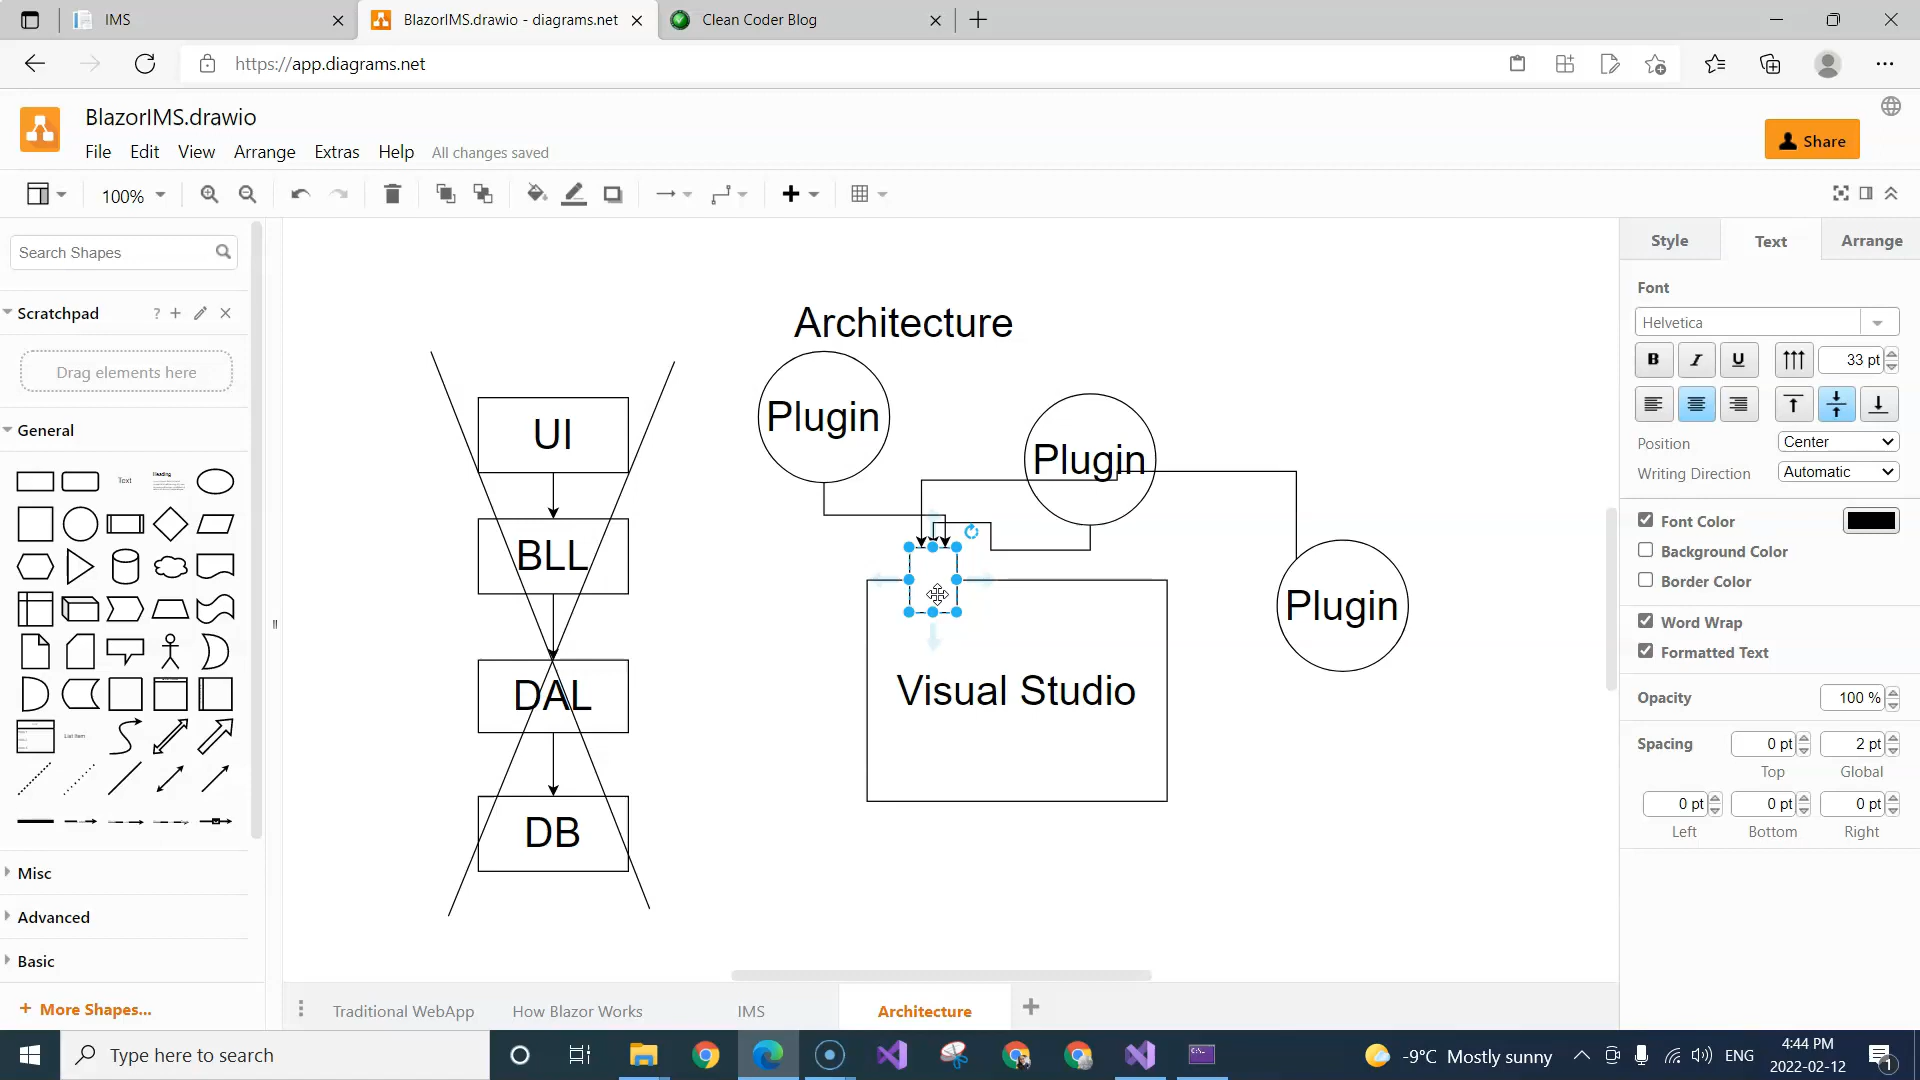 IMS
BlazorIMS.drawio - diagrams.net
Clean Coder Blog
https://app.diagrams.net
BlazorIMS.drawio
File
Edit
View
Arrange
Extras
Help
All changes saved
Share
100%
Search Shapes
Scratchpad
?
Drag elements here
General
Text
Heading
List Item
Misc
Advanced
Basic
+ More Shapes...
Architecture
UI
BLL
DAL
DB
Plugin
Plugin
Plugin
Visual Studio
Style
Text
Arrange
Font
Helvetica
B
I
U
33 pt
Position
Center
Writing Direction
Automatic
Font Color
Background Color
Border Color
Word Wrap
Formatted Text
Opacity
100 %
Spacing
0 pt
2 pt
Top
Global
0 pt
0 pt
0 pt
Left
Bottom
Right
Traditional WebApp
How Blazor Works
IMS
Architecture
Type here to search
-9°C Mostly sunny
ENG
4:44 PM
2022-02-12
1